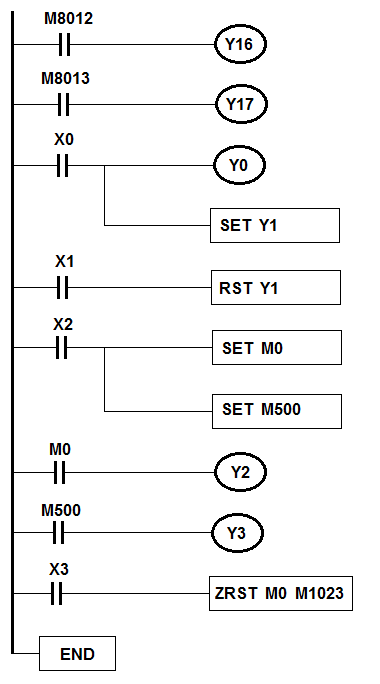 M8012
Y16
M8013
Y17
X0
Y0
SET Y1
X1
RST Y1
X2
SET M0
SET M500
M0
Y2
M500
Y3
X3
ZRST M0 M1023
END